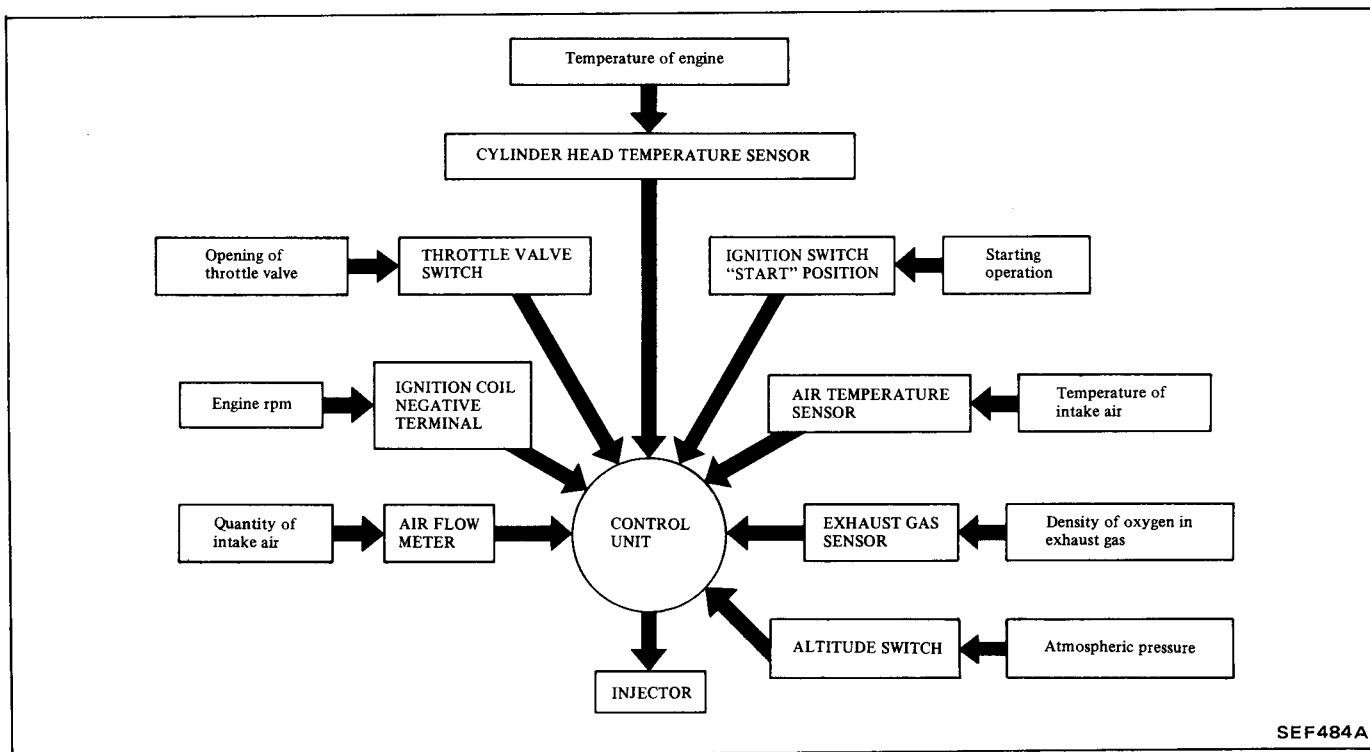 Temperature of engine
CYLINDER HEAD TEMPERATURE SENSOR
Opening of
throttle valve
THROTTLE VALVE
SWITCH
IGNITION SWITCH
“START” POSITION
Starting
operation
Engine rpm
IGNITION COIL
NEGATIVE
TERMINAL
AIR TEMPERATURE
SENSOR
Temperature of
intake air
Quantity of
intake air
AIR FLOW
METER
CONTROL
UNIT
EXHAUST GAS
SENSOR
Density of oxygen in
exhaust gas
ALTITUDE SWITCH
Atmospheric pressure
INJECTOR
SEF484A